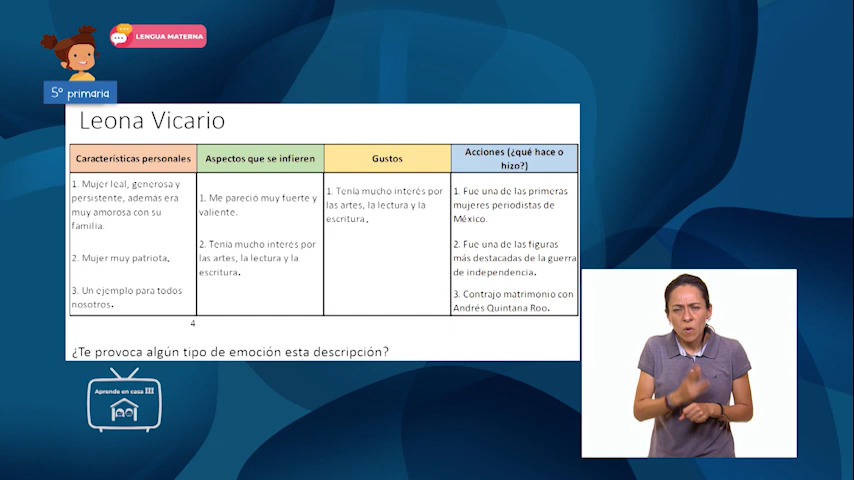 LENGUA MATERNA
5º primaria
Leona Vicario
Características personales
Aspectos que se infieren
Gustos
Acciones (¿qué hace o
hizo?)
1. Mujer leal, generosa y
persistente, además era
muy amorosa con su
familia.
2. Mujer muy patriota.
3. Un ejemplo para todos
nosotros.
1. Me pareció muy fuerte y
valiente.
2. Tenía mucho interés por
las artes, la lectura y la
escritura.
1. Tenía mucho interés por
las artes, la lectura y la
escritura.
1. Fue una de las primeras
mujeres periodistas de
México.
2. Fue una de las figuras
más destacadas de la guerra
de independencia.
3. Contrajo matrimonio con
Andrés Quintana Roo.
4
¿Te provoca algún tipo de emoción esta descripción?
Aprende en casa III